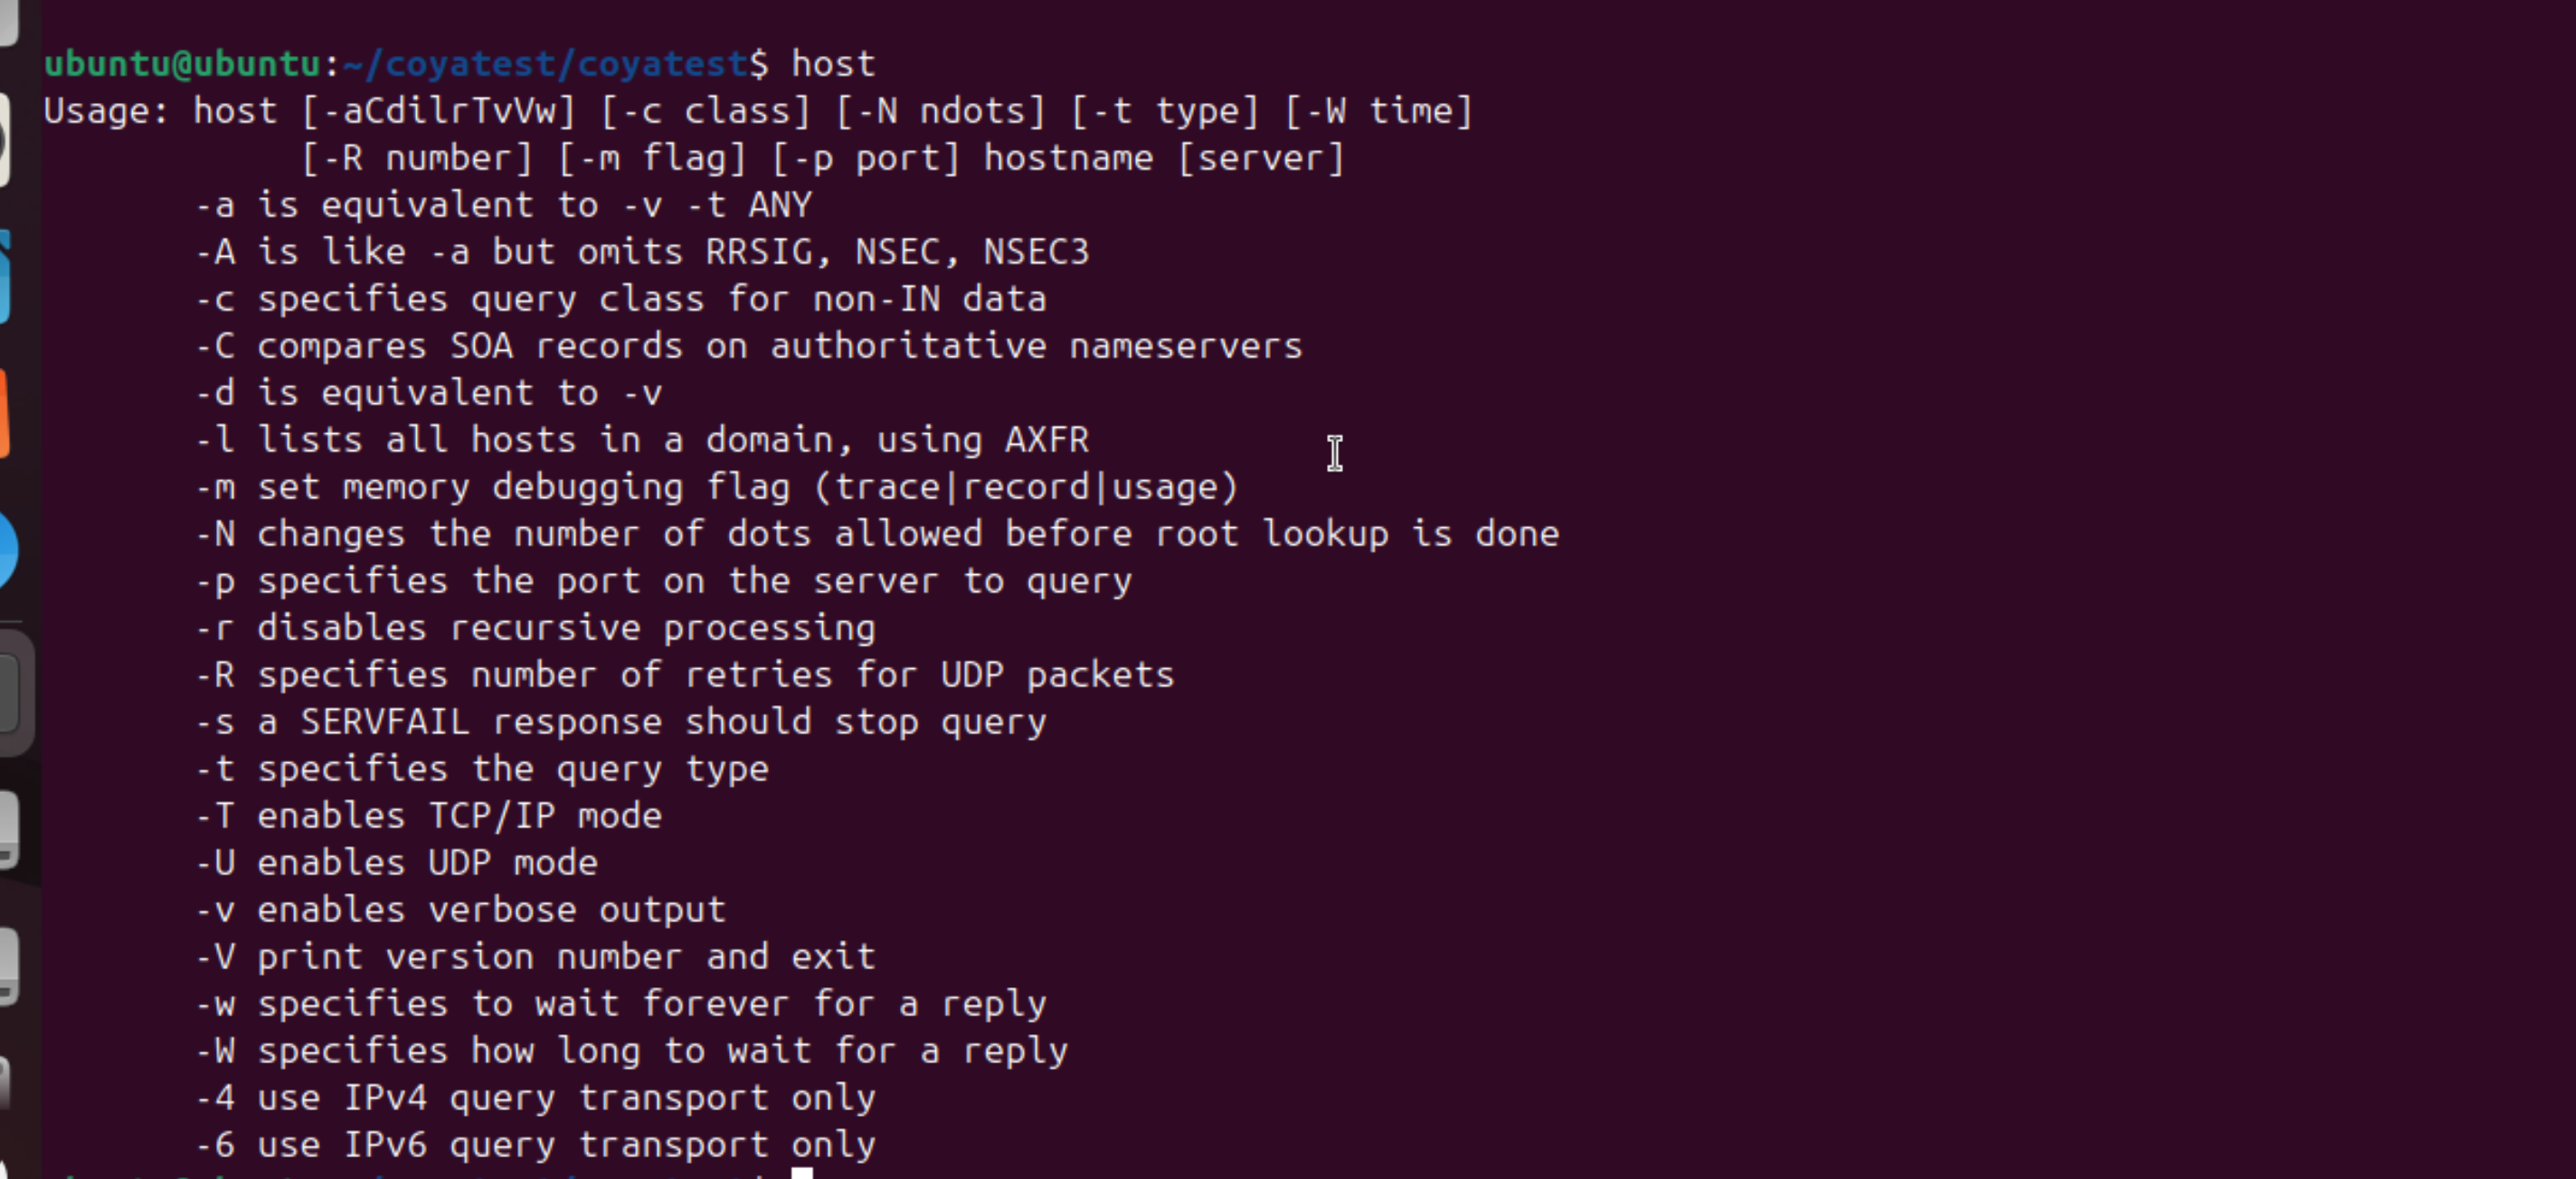 ubuntu@ubuntu:~/coyatest/coyatest$ host
Usage: host [-aCdilrTvVw] [-c class] [-N ndots] [-t type] [-W time]
            [-R number] [-m flag] [-p port] hostname [server]
       -a is equivalent to -v -t ANY
       -A is like -a but omits RRSIG, NSEC, NSEC3
       -c specifies query class for non-IN data
       -C compares SOA records on authoritative nameservers
       -d is equivalent to -v
       -l lists all hosts in a domain, using AXFR
       -m set memory debugging flag (trace|record|usage)
       -N changes the number of dots allowed before root lookup is done
       -p specifies the port on the server to query
       -r disables recursive processing
       -R specifies number of retries for UDP packets
       -s a SERVFAIL response should stop query
       -t specifies the query type
       -T enables TCP/IP mode
       -U enables UDP mode
       -v enables verbose output
       -V print version number and exit
       -w specifies to wait forever for a reply
       -W specifies how long to wait for a reply
       -4 use IPv4 query transport only
       -6 use IPv6 query transport only